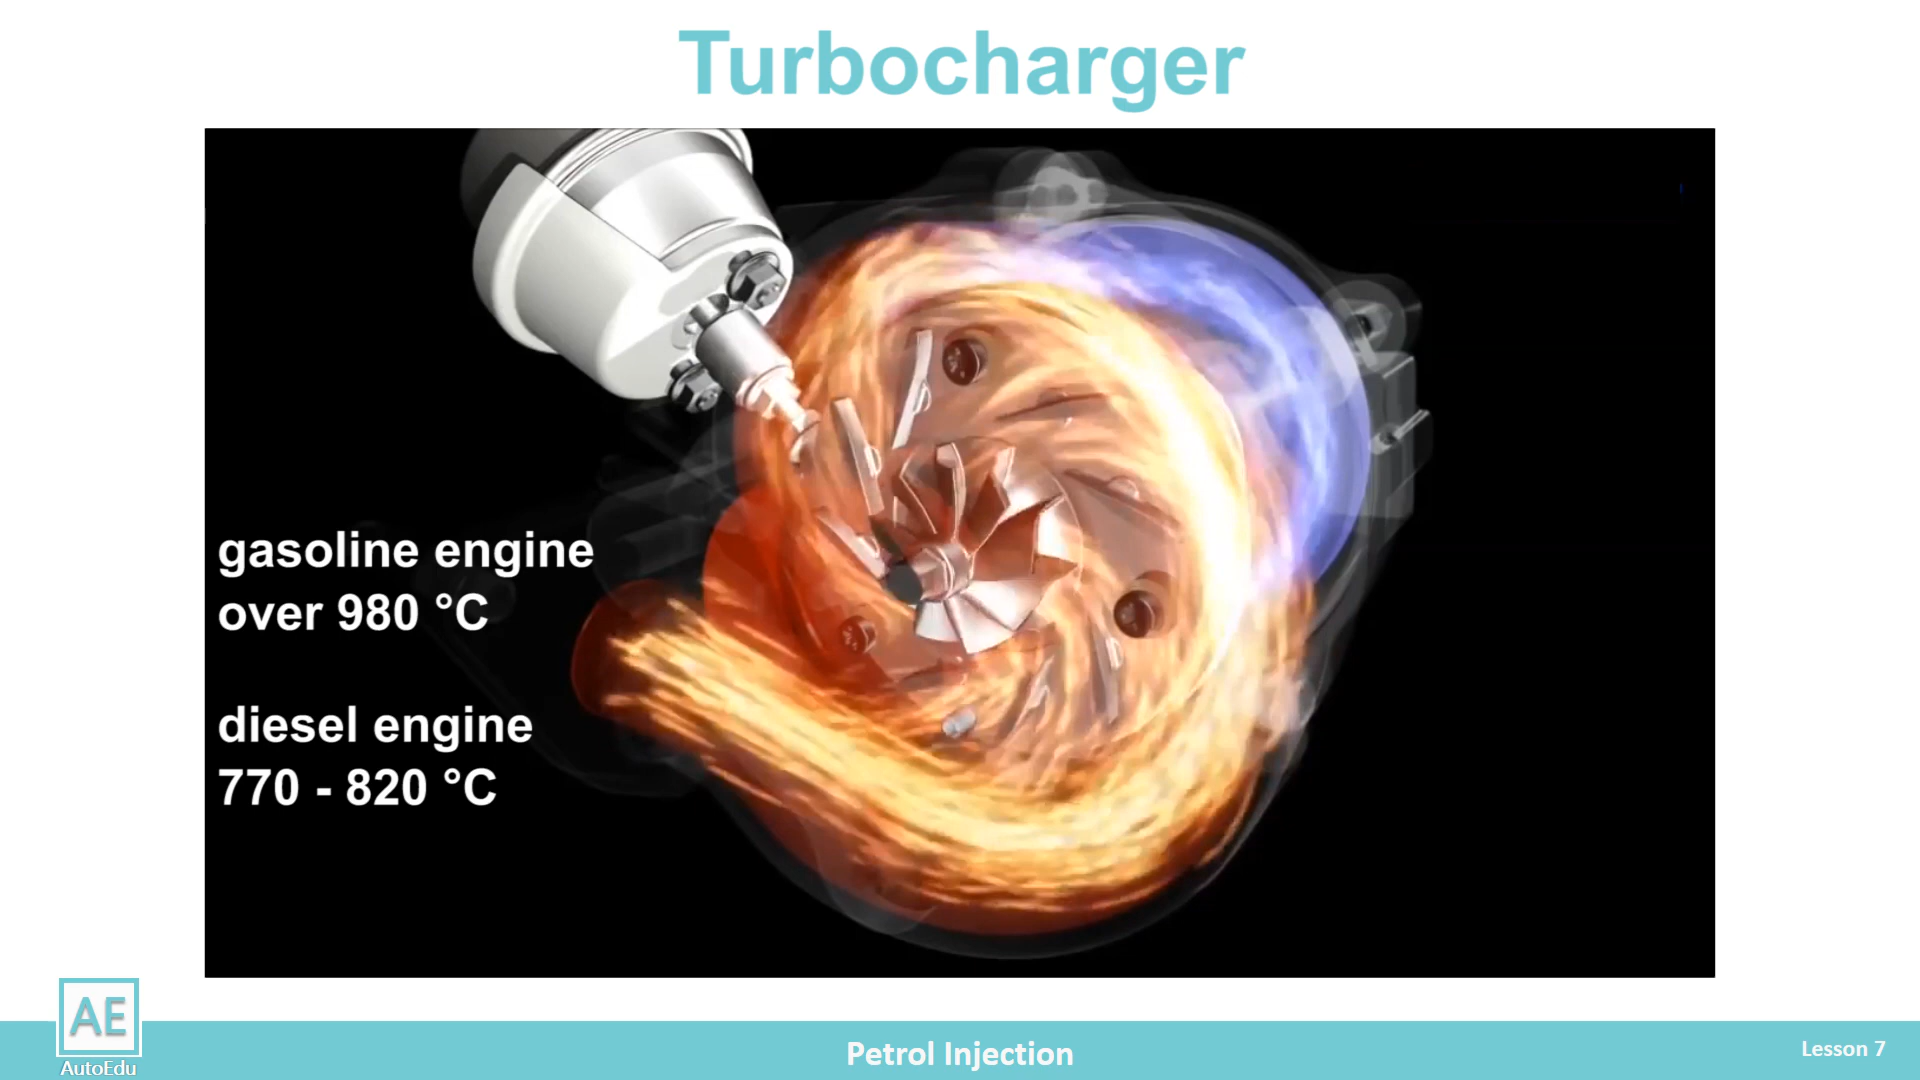 Turbocharger
gasoline engine
over 980 °C
diesel engine
770 - 820 °C
AE
AutoEdu
Petrol Injection
Lesson 7